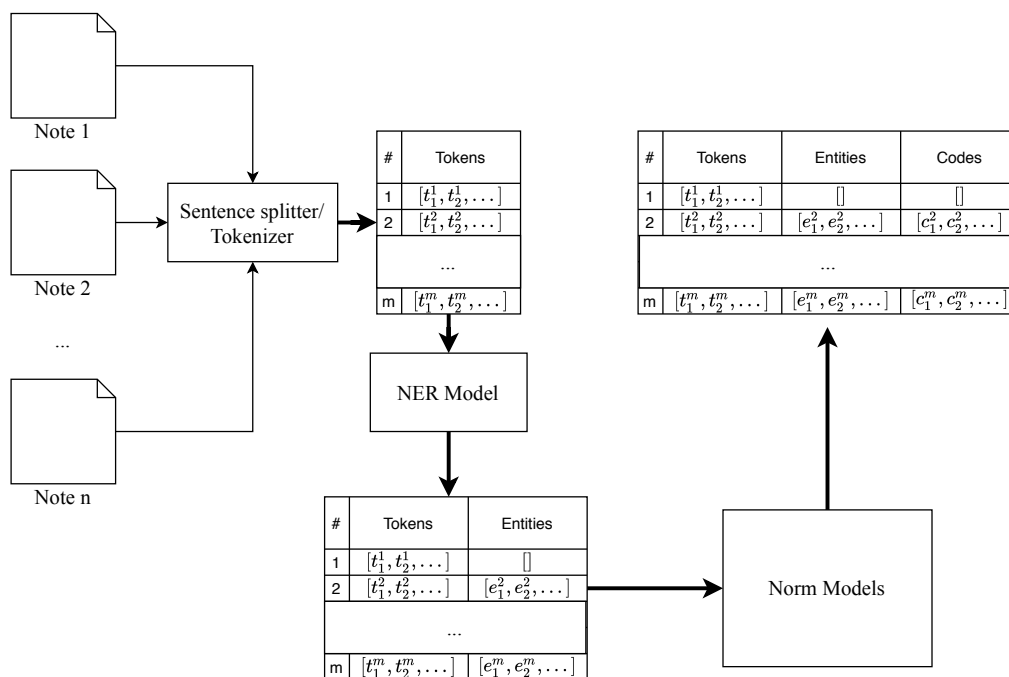 Note 1
Note 2
...
Note n
Sentence splitter/
Tokenizer
# Tokens
1 [t_1^1, t_2^1, . . . ]
2 [t_1^2, t_2^2, . . . ]
...
m [t_1^m, t_2^m, . . . ]
NER Model
# Tokens Entities
1 [t_1^1, t_2^1, . . . ] []
2 [t_1^2, t_2^2, . . . ] [e_1^2, e_2^2, . . . ]
...
m [t_1^m, t_2^m, . . . ] [e_1^m, e_2^m, . . . ]
Norm Models
# Tokens Entities Codes
1 [t_1^1, t_2^1, . . . ] [] []
2 [t_1^2, t_2^2, . . . ] [e_1^2, e_2^2, . . . ] [c_1^2, c_2^2, . . . ]
...
m [t_1^m, t_2^m, . . . ] [e_1^m, e_2^m, . . . ] [c_1^m, c_2^m, . . . ]